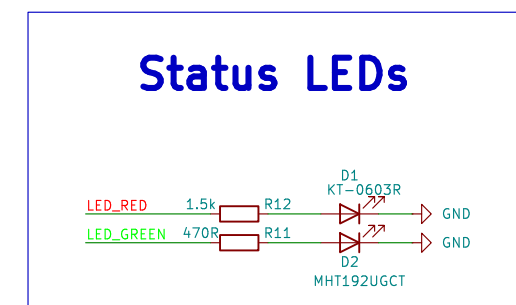 Status LEDs
D1
KT-0603R
LED_RED 1.5k R12 GND
LED_GREEN 470R R11 GND
D2
MHT192UGCT